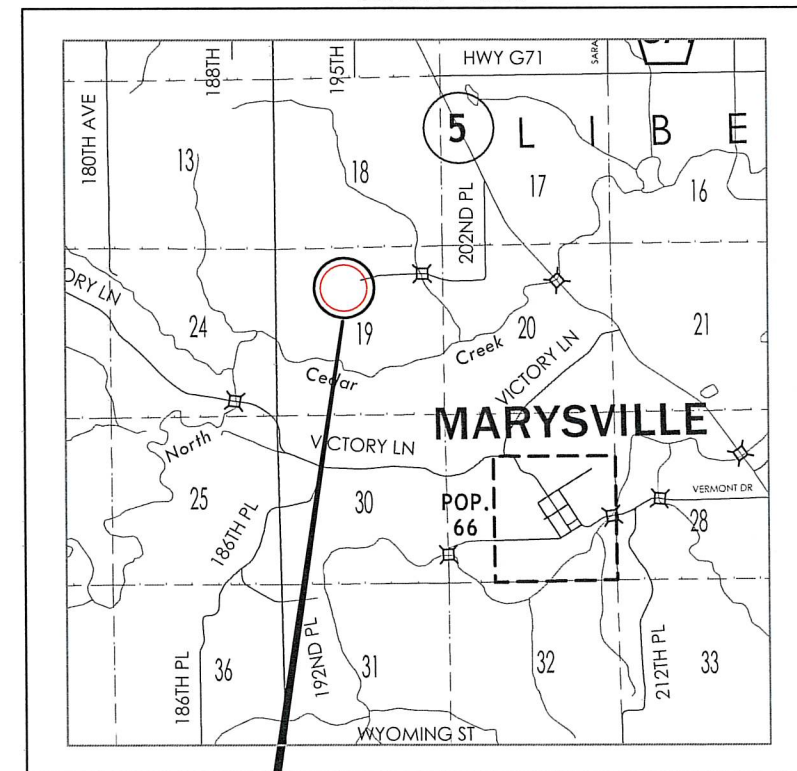 HWY G71
SARA
188TH
195TH
180TH AVE
5
L I B E
13
18
17
16
202ND PL
ORY LN
24
19
20
21
Creek
Cedar
VICTORY LN
MARYSVILLE
North
VICTORY LN
25
30
POP.
66
VERMONT DR
28
186TH PL
186TH PL
36
192ND PL
31
32
212TH PL
33
WYOMING ST